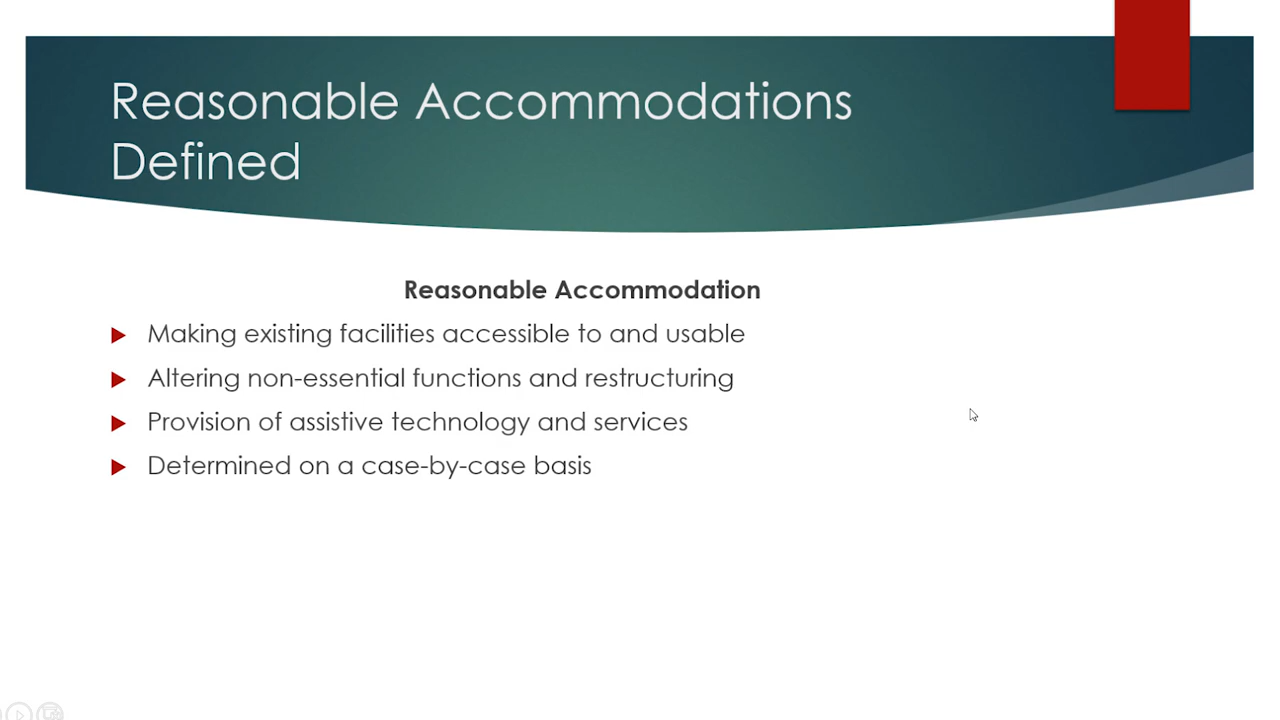 Reasonable Accommodations
Defined
Reasonable Accommodation
Making existing facilities accessible to and usable
Altering non-essential functions and restructuring
Provision of assistive technology and services
Determined on a case-by-case basis